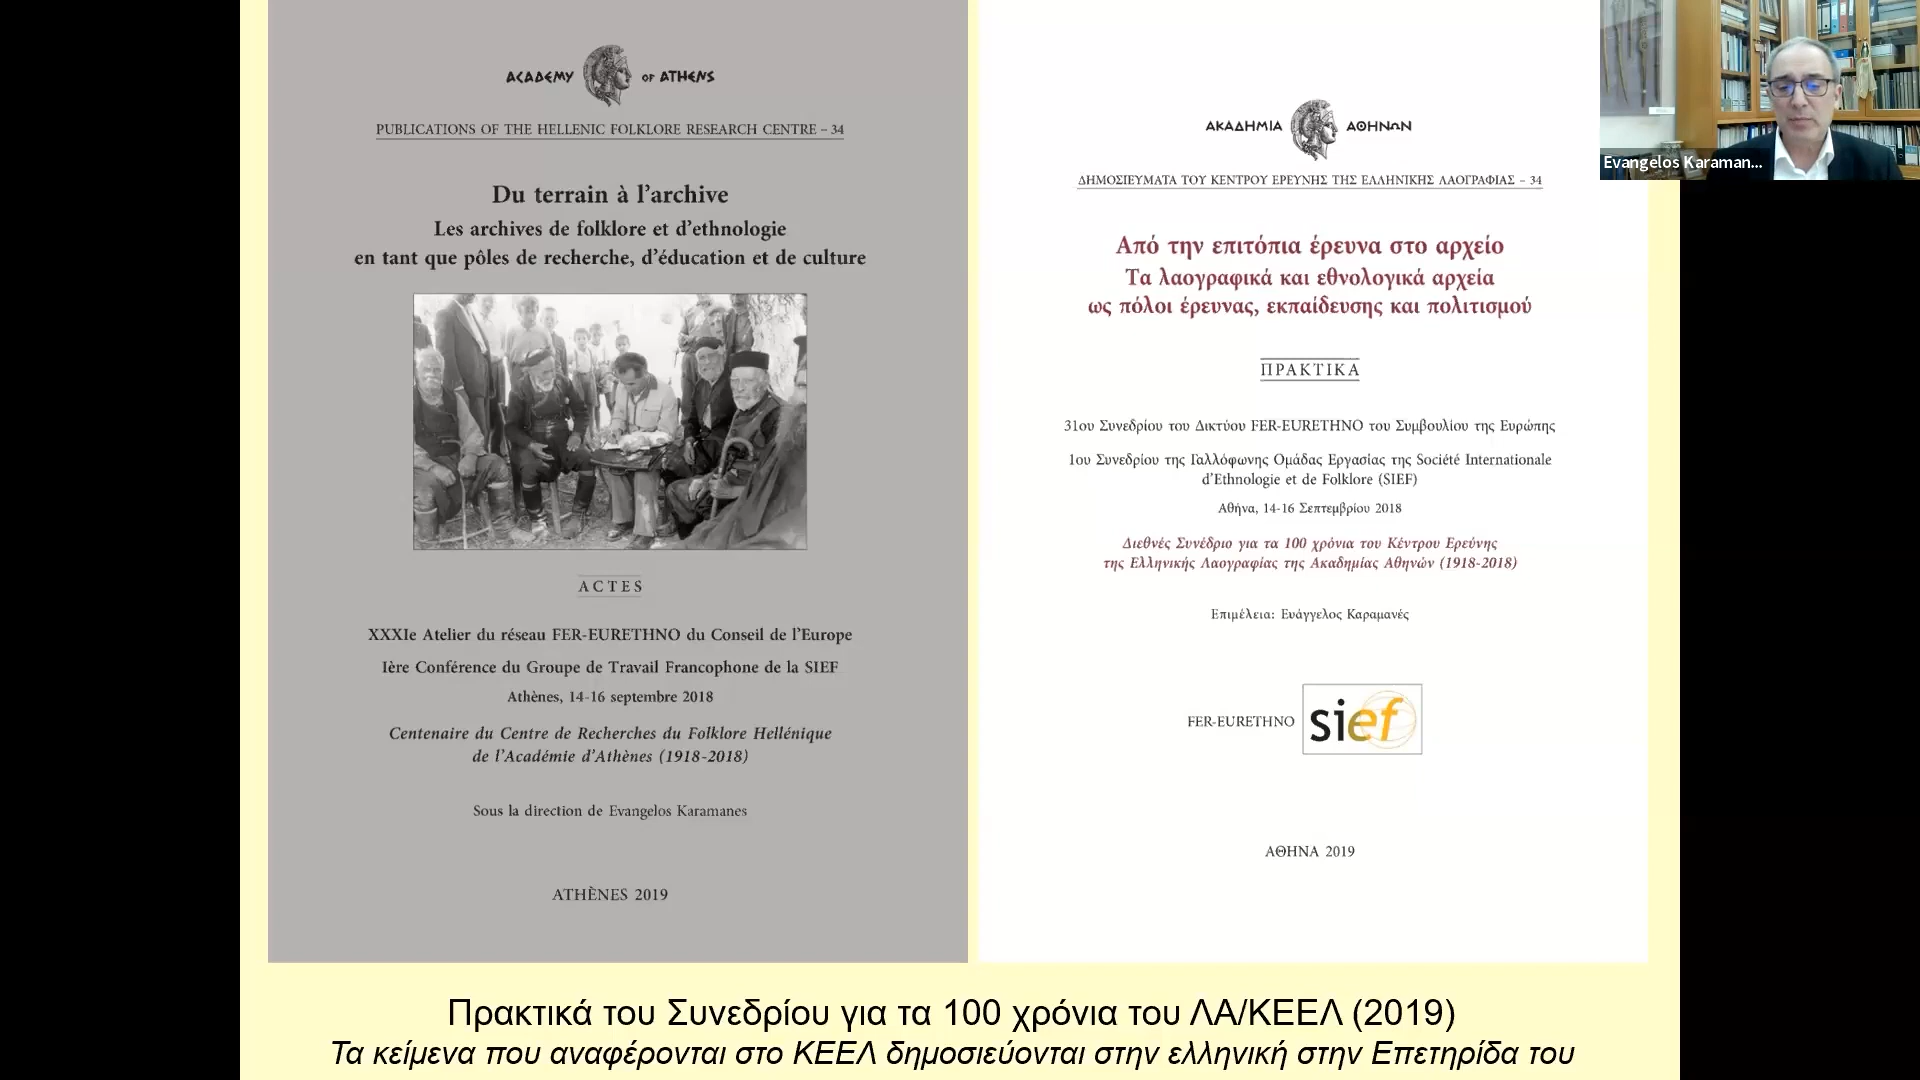 ACADEMY OF ATHENS
PUBLICATIONS OF THE HELLENIC FOLKLORE RESEARCH CENTRE – 34
Du terrain à l’archive
Les archives de folklore et d’ethnologie
en tant que pôles de recherche, d’éducation et de culture
ACTES
XXXIe Atelier du réseau FER-EURETHNO du Conseil de l’Europe
Ière Conférence du Groupe de Travail Francophone de la SIEF
Athènes, 14-16 septembre 2018
Centenaire du Centre de Recherches du Folklore Hellénique
de l’Académie d’Athènes (1918-2018)
Sous la direction de Evangelos Karamanes
ATHÈNES 2019
ΑΚΑΔΗΜΙΑ ΑΘΗΝΩΝ
ΔΗΜΟΣΙΕΥΜΑΤΑ ΤΟΥ ΚΕΝΤΡΟΥ ΕΡΕΥΝΗΣ ΤΗΣ ΕΛΛΗΝΙΚΗΣ ΛΑΟΓΡΑΦΙΑΣ – 34
Από την επιτόπια έρευνα στο αρχείο
Τα λαογραφικά και εθνολογικά αρχεία
ως πόλοι έρευνας, εκπαίδευσης και πολιτισμού
ΠΡΑΚΤΙΚΑ
31ου Συνεδρίου του Δικτύου FER-EURETHNO του Συμβουλίου της Ευρώπης
1ου Συνεδρίου της Γαλλόφωνης Ομάδας Εργασίας της Société Internationale
d’Ethnologie et de Folklore (SIEF)
Αθήνα, 14-16 Σεπτεμβρίου 2018
Διεθνές Συνέδριο για τα 100 χρόνια του Κέντρου Ερεύνης
της Ελληνικής Λαογραφίας της Ακαδημίας Αθηνών (1918-2018)
Επιμέλεια: Ευάγγελος Καραμανές
FER-EURETHNO sief
ΑΘΗΝΑ 2019
Evangelos Karaman...
Πρακτικά του Συνεδρίου για τα 100 χρόνια του ΛΑ/ΚΕΕΛ (2019)
Τα κείμενα που αναφέρονται στο ΚΕΕΛ δημοσιεύονται στην ελληνική στην Επετηρίδα του